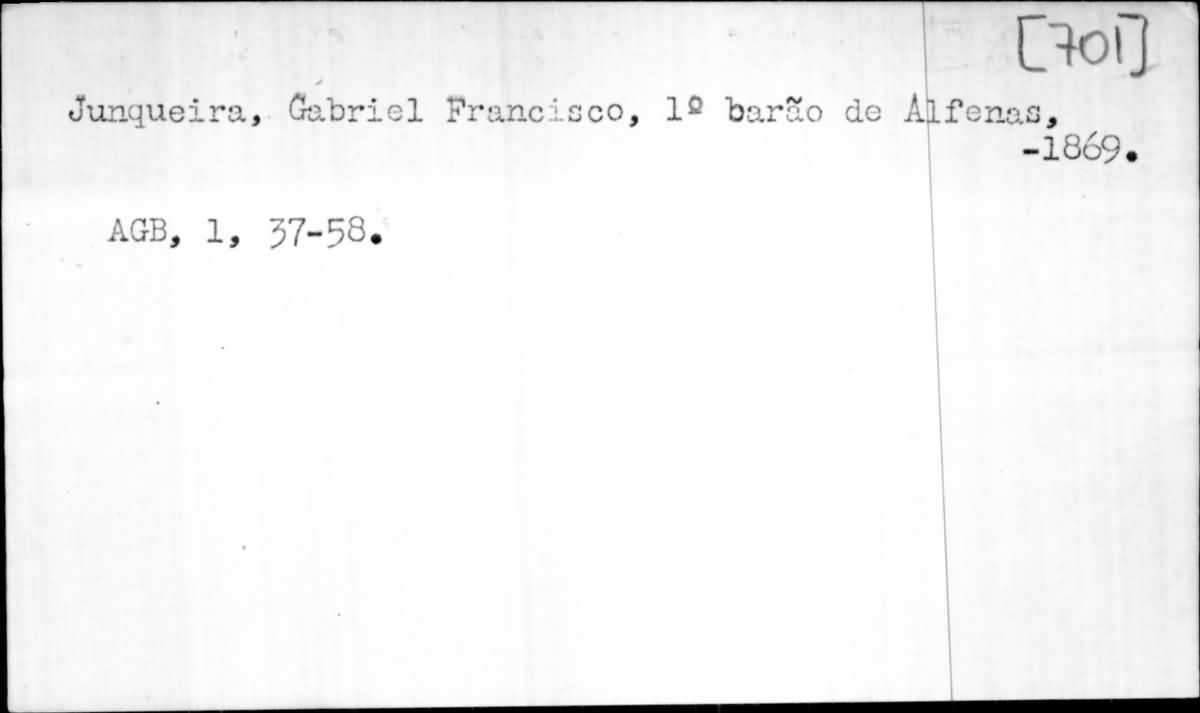 [701]
Junqueira, Gabriel Francisco, 1º barão de Alfenas,
-1869.
AGB, 1, 37-58.